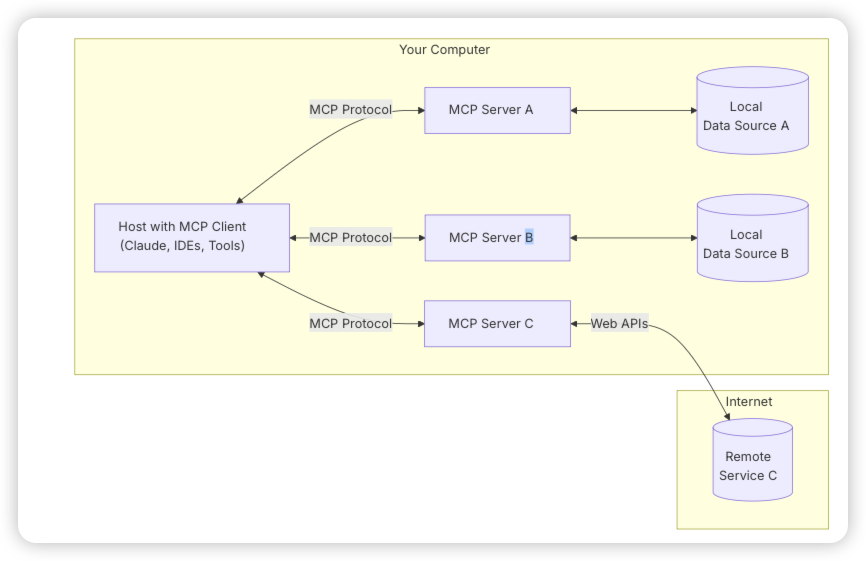 Your Computer
MCP Protocol
MCP Server A
Local
Data Source A
Host with MCP Client
(Claude, IDEs, Tools)
MCP Protocol
MCP Server B
Local
Data Source B
MCP Protocol
MCP Server C
Web APIs
Internet
Remote
Service C